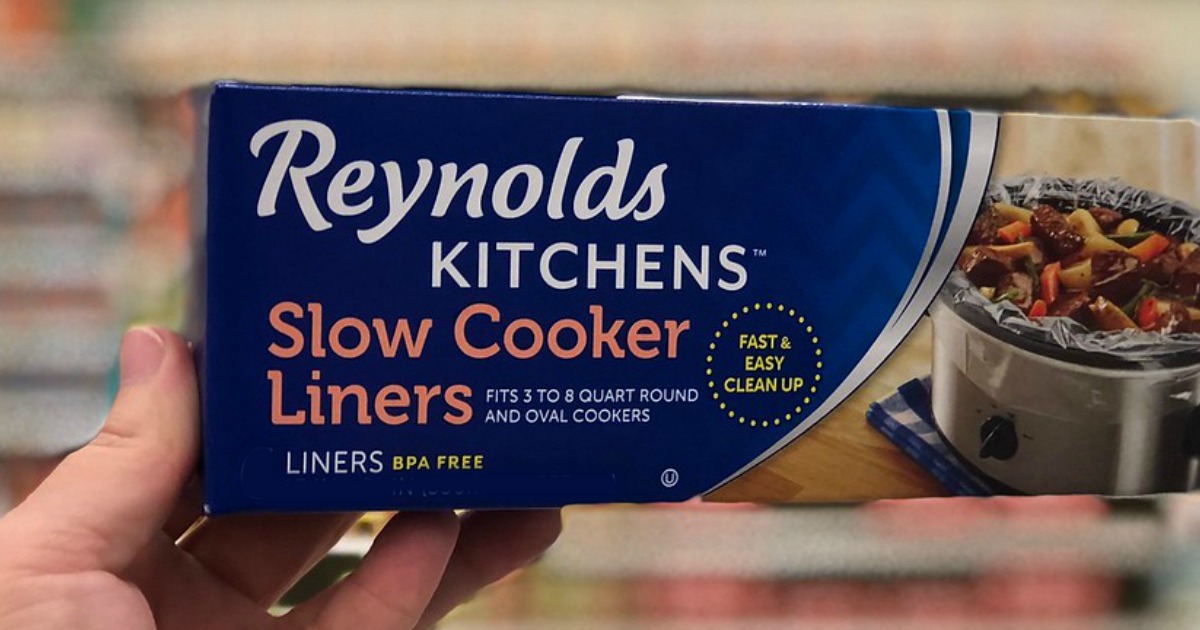 Reynolds
KITCHENS™
Slow Cooker
Liners
FITS 3 TO 8 QUART ROUND
AND OVAL COOKERS
FAST &
EASY
CLEAN UP
LINERS BPA FREE
U